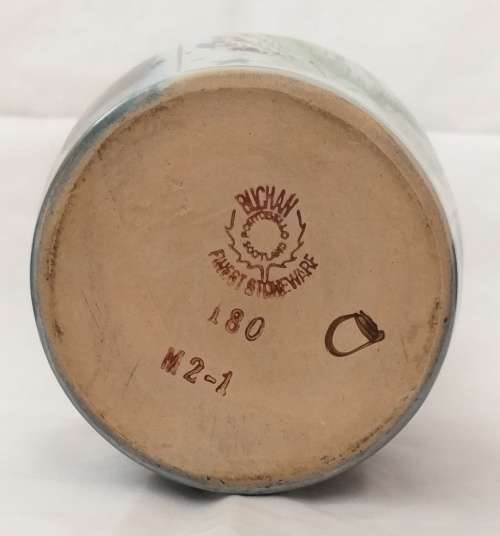 BUCHAN
PORTOBELLO
SCOTLAND
FINEST STONEWARE
180
M2-1